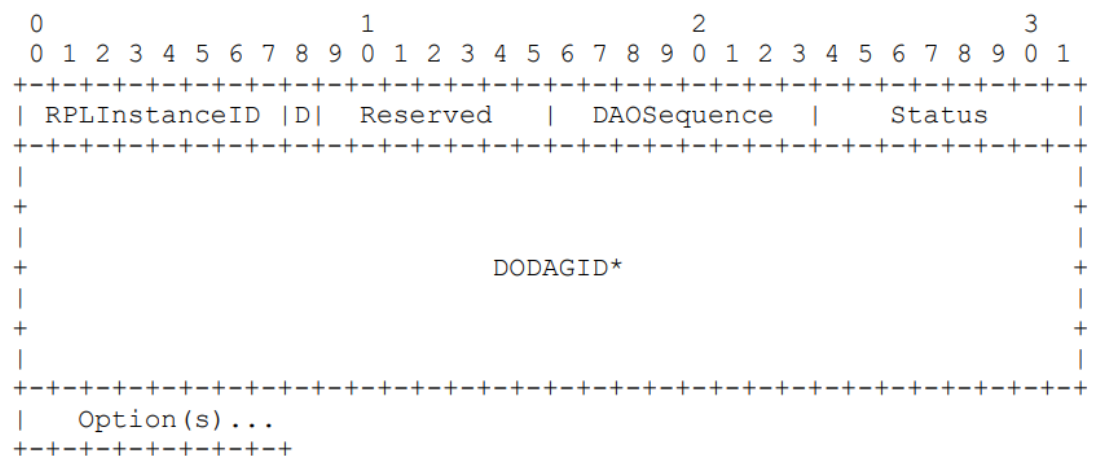 0                   1                   2                   3
 0 1 2 3 4 5 6 7 8 9 0 1 2 3 4 5 6 7 8 9 0 1 2 3 4 5 6 7 8 9 0 1
+-+-+-+-+-+-+-+-+-+-+-+-+-+-+-+-+-+-+-+-+-+-+-+-+-+-+-+-+-+-+-+-+
| RPLInstanceID |D|  Reserved   |  DAOSequence  |    Status     |
+-+-+-+-+-+-+-+-+-+-+-+-+-+-+-+-+-+-+-+-+-+-+-+-+-+-+-+-+-+-+-+-+
|                                                               |
+                                                               +
|                                                               |
+                            DODAGID*                           +
|                                                               |
+                                                               +
|                                                               |
+-+-+-+-+-+-+-+-+-+-+-+-+-+-+-+-+-+-+-+-+-+-+-+-+-+-+-+-+-+-+-+-+
|   Option(s)...
+-+-+-+-+-+-+-+-+